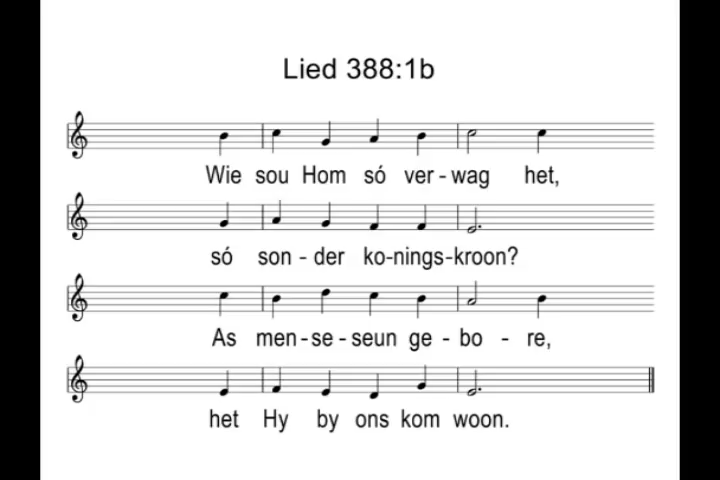 Lied 388:1b
Wie sou Hom só ver-wag het,
só son-der ko-nings-kroon?
As men-se-seun ge-bo-re,
het Hy by ons kom woon.